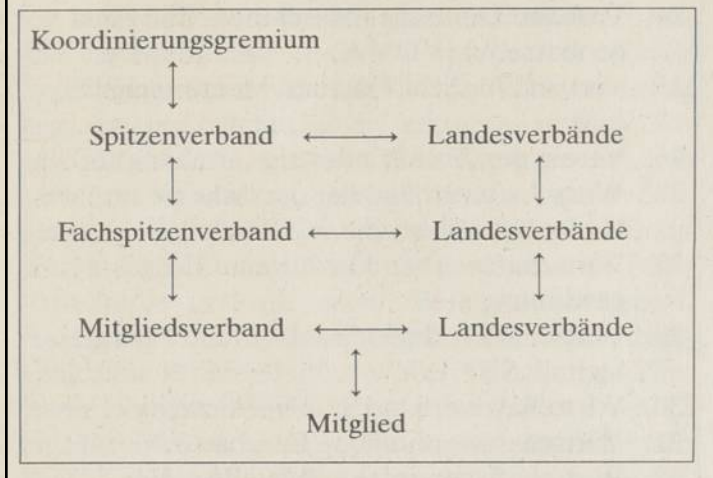 Koordinierungsgremium
Spitzenverband ⟷ Landesverbände
Fachspitzenverband ⟷ Landesverbände
Mitgliedsverband ⟷ Landesverbände
Mitglied